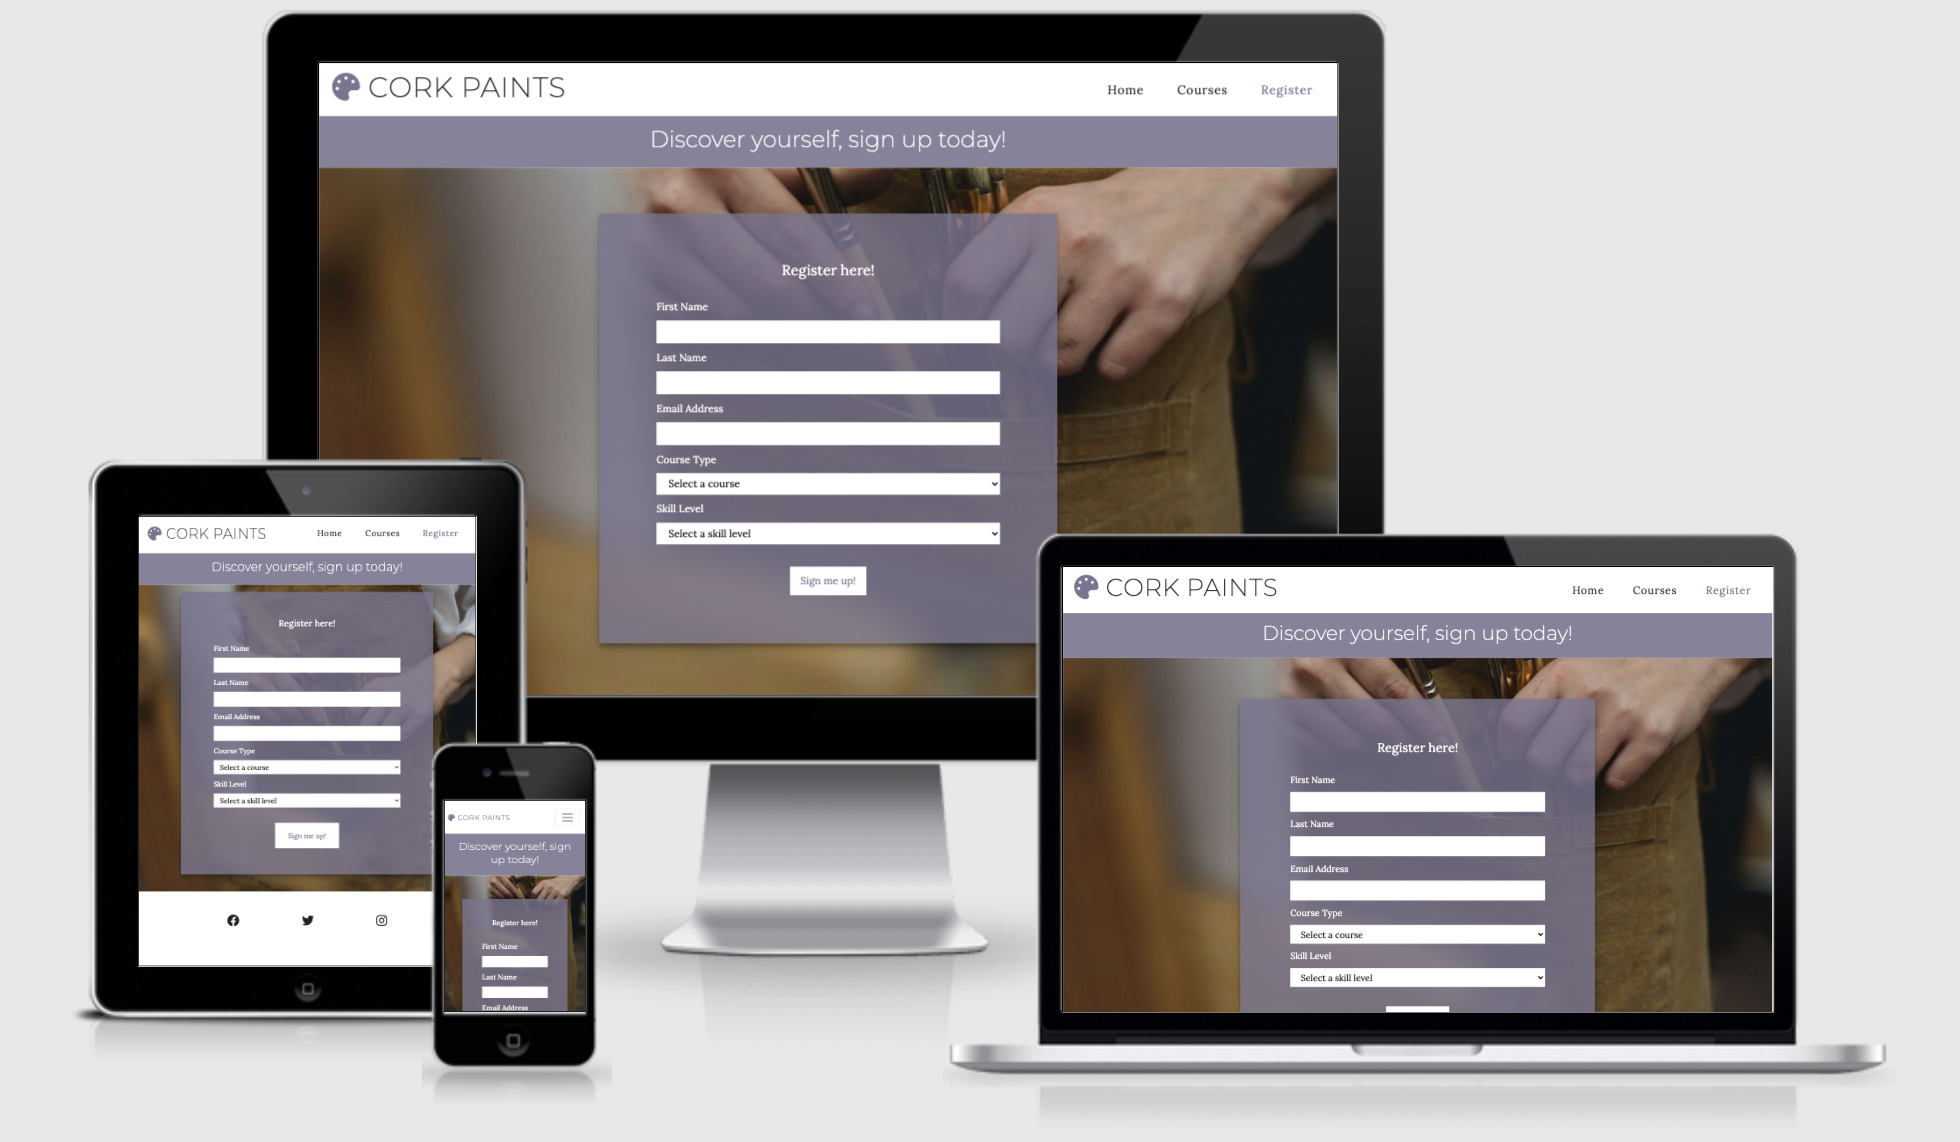 CORK PAINTS
Home Courses Register
Discover yourself, sign up today!
Register here!
First Name
Last Name
Email Address
Course Type
Select a course
Skill Level
Select a skill level
Sign me up!
CORK PAINTS
Home Courses Register
Discover yourself, sign up today!
Register here!
First Name
Last Name
Email Address
Course Type
Select a course
Skill Level
Select a skill level
Sign me up!
CORK PAINTS
Discover yourself, sign
up today!
Register here!
First Name
Last Name
Email Address
CORK PAINTS
Home Courses Register
Discover yourself, sign up today!
Register here!
First Name
Last Name
Email Address
Course Type
Select a course
Skill Level
Select a skill level